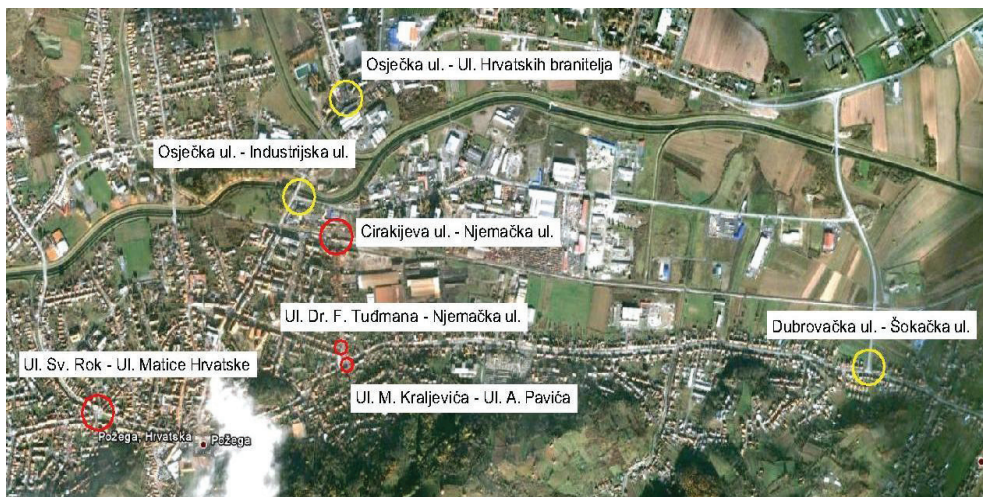 Osječka ul. - Ul. Hrvatskih branitelja
Osječka ul. - Industrijska ul.
Cirakijeva ul. - Njemačka ul.
Ul. Dr. F. Tuđmana - Njemačka ul.
Dubrovačka ul. - Šokačka ul.
Ul. Sv. Rok - Ul. Matice Hrvatske
Ul. M. Kraljevića - Ul. A. Pavića
Požega, Hrvatska
Požega